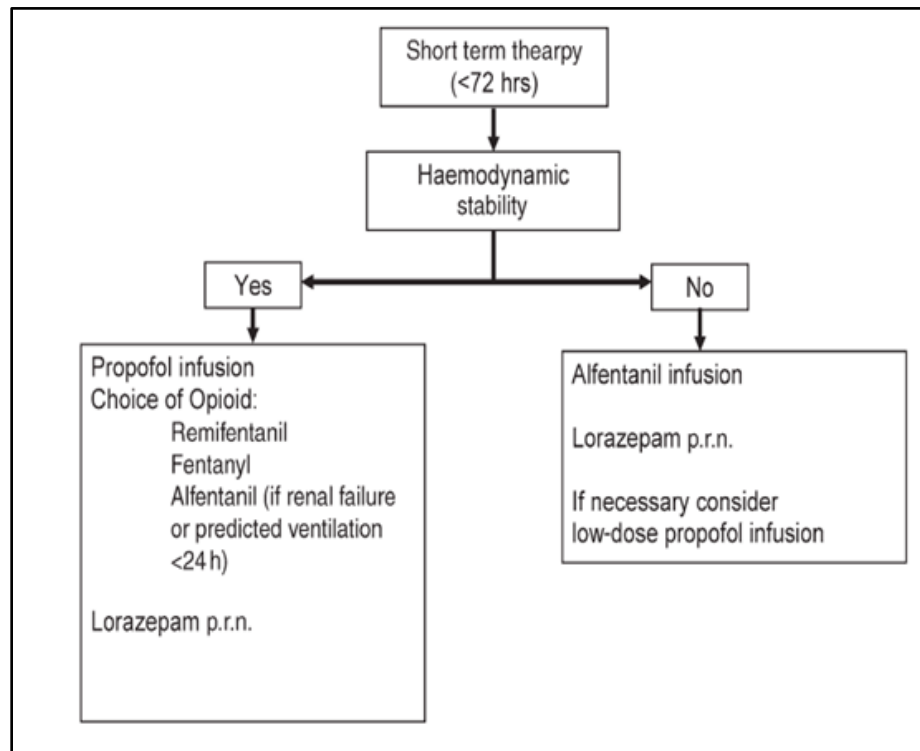 Short term thearpy
(<72 hrs)
Haemodynamic
stability
Yes
No
Propofol infusion
Choice of Opioid:
Remifentanil
Fentanyl
Alfentanil (if renal failure
or predicted ventilation
<24 h)
Lorazepam p.r.n.
Alfentanil infusion
Lorazepam p.r.n.
If necessary consider
low-dose propofol infusion